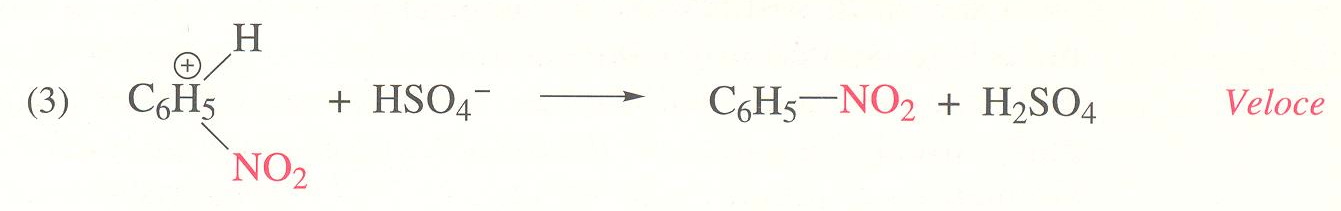 H
(3) C₆H₅⊕ + HSO₄⁻ ⟶ C₆H₅—NO₂ + H₂SO₄ Veloce
NO₂